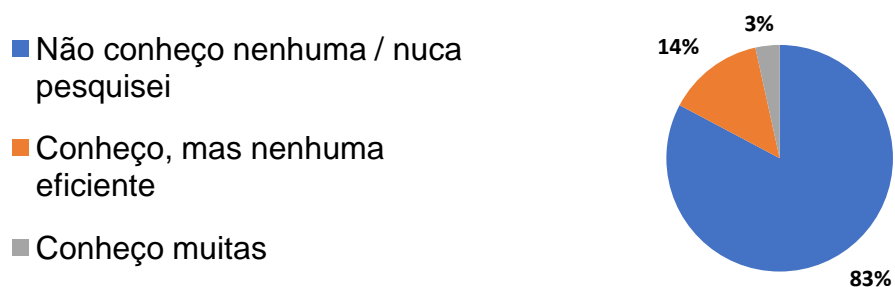 Não conheço nenhuma / nuca
pesquisei
Conheço, mas nenhuma
eficiente
Conheço muitas
3%
14%
83%